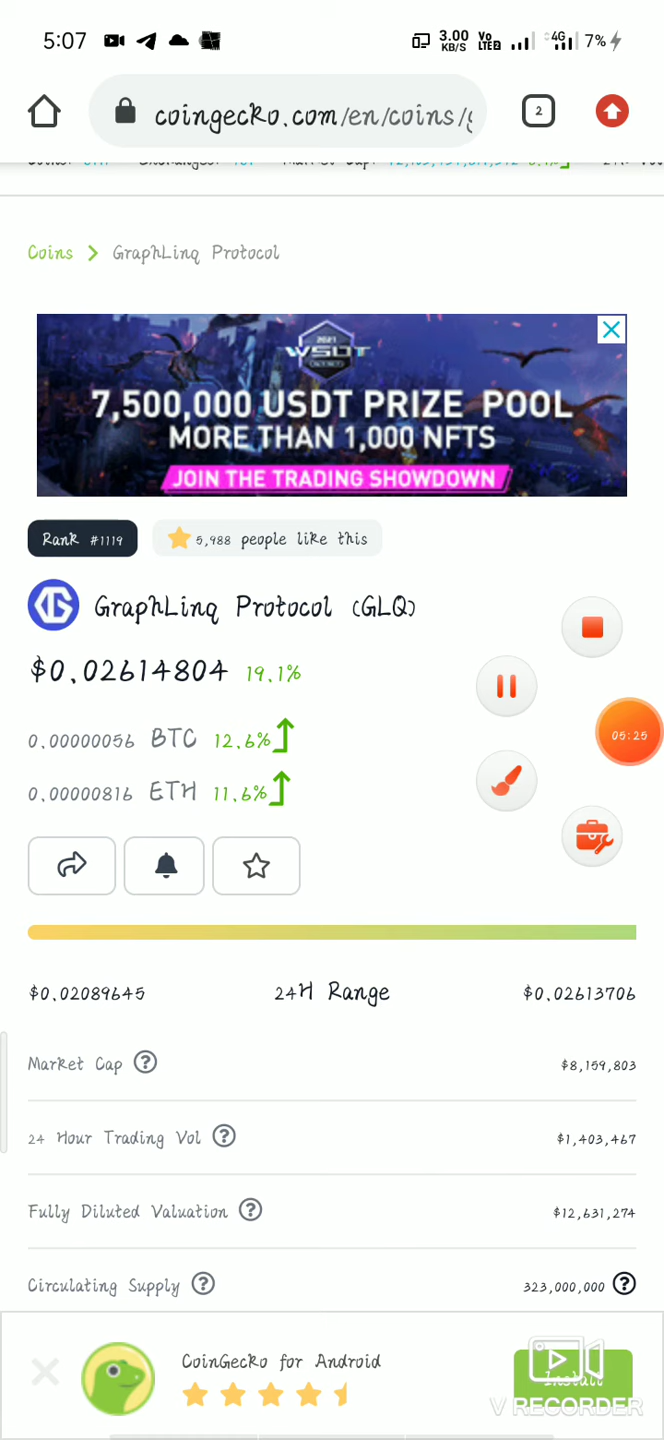 5:07 3.00 KB/S Vo LTE2 4G 7%
coingecko.com/en/coins/g 2
Coins > GraphLinq Protocol
2021
WSOT
7,500,000 USDT PRIZE POOL
MORE THAN 1,000 NFTS
JOIN THE TRADING SHOWDOWN
Rank #1119 5,988 people like this
GraphLinq Protocol (GLQ)
$0.02614804 19.1%
0.00000056 BTC 12.6%
0.00000816 ETH 11.6%
05:25
$0.02089645 24H Range $0.02613706
Market Cap ? $8,159,803
24 Hour Trading Vol ? $1,403,467
Fully Diluted Valuation ? $12,631,274
Circulating Supply ? 323,000,000 ?
CoinGecko for Android
Install
V RECORDER